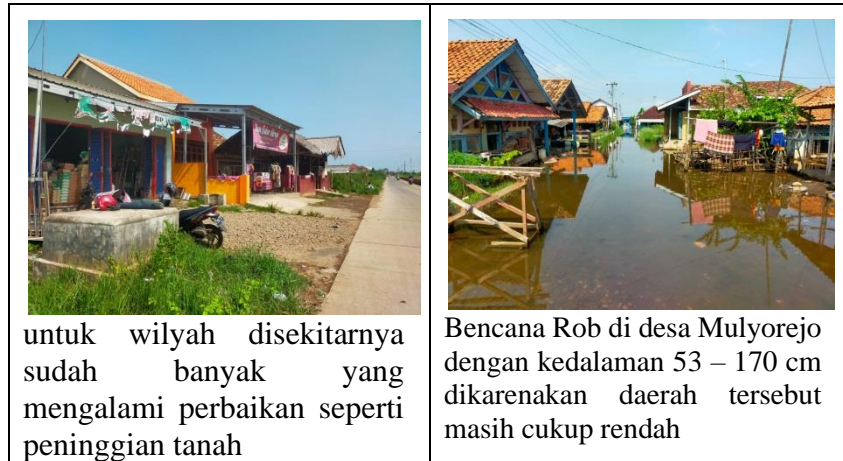 untuk wilyah disekitarnya
sudah banyak yang
mengalami perbaikan seperti
peninggian tanah
Bencana Rob di desa Mulyorejo
dengan kedalaman 53 – 170 cm
dikarenakan daerah tersebut
masih cukup rendah